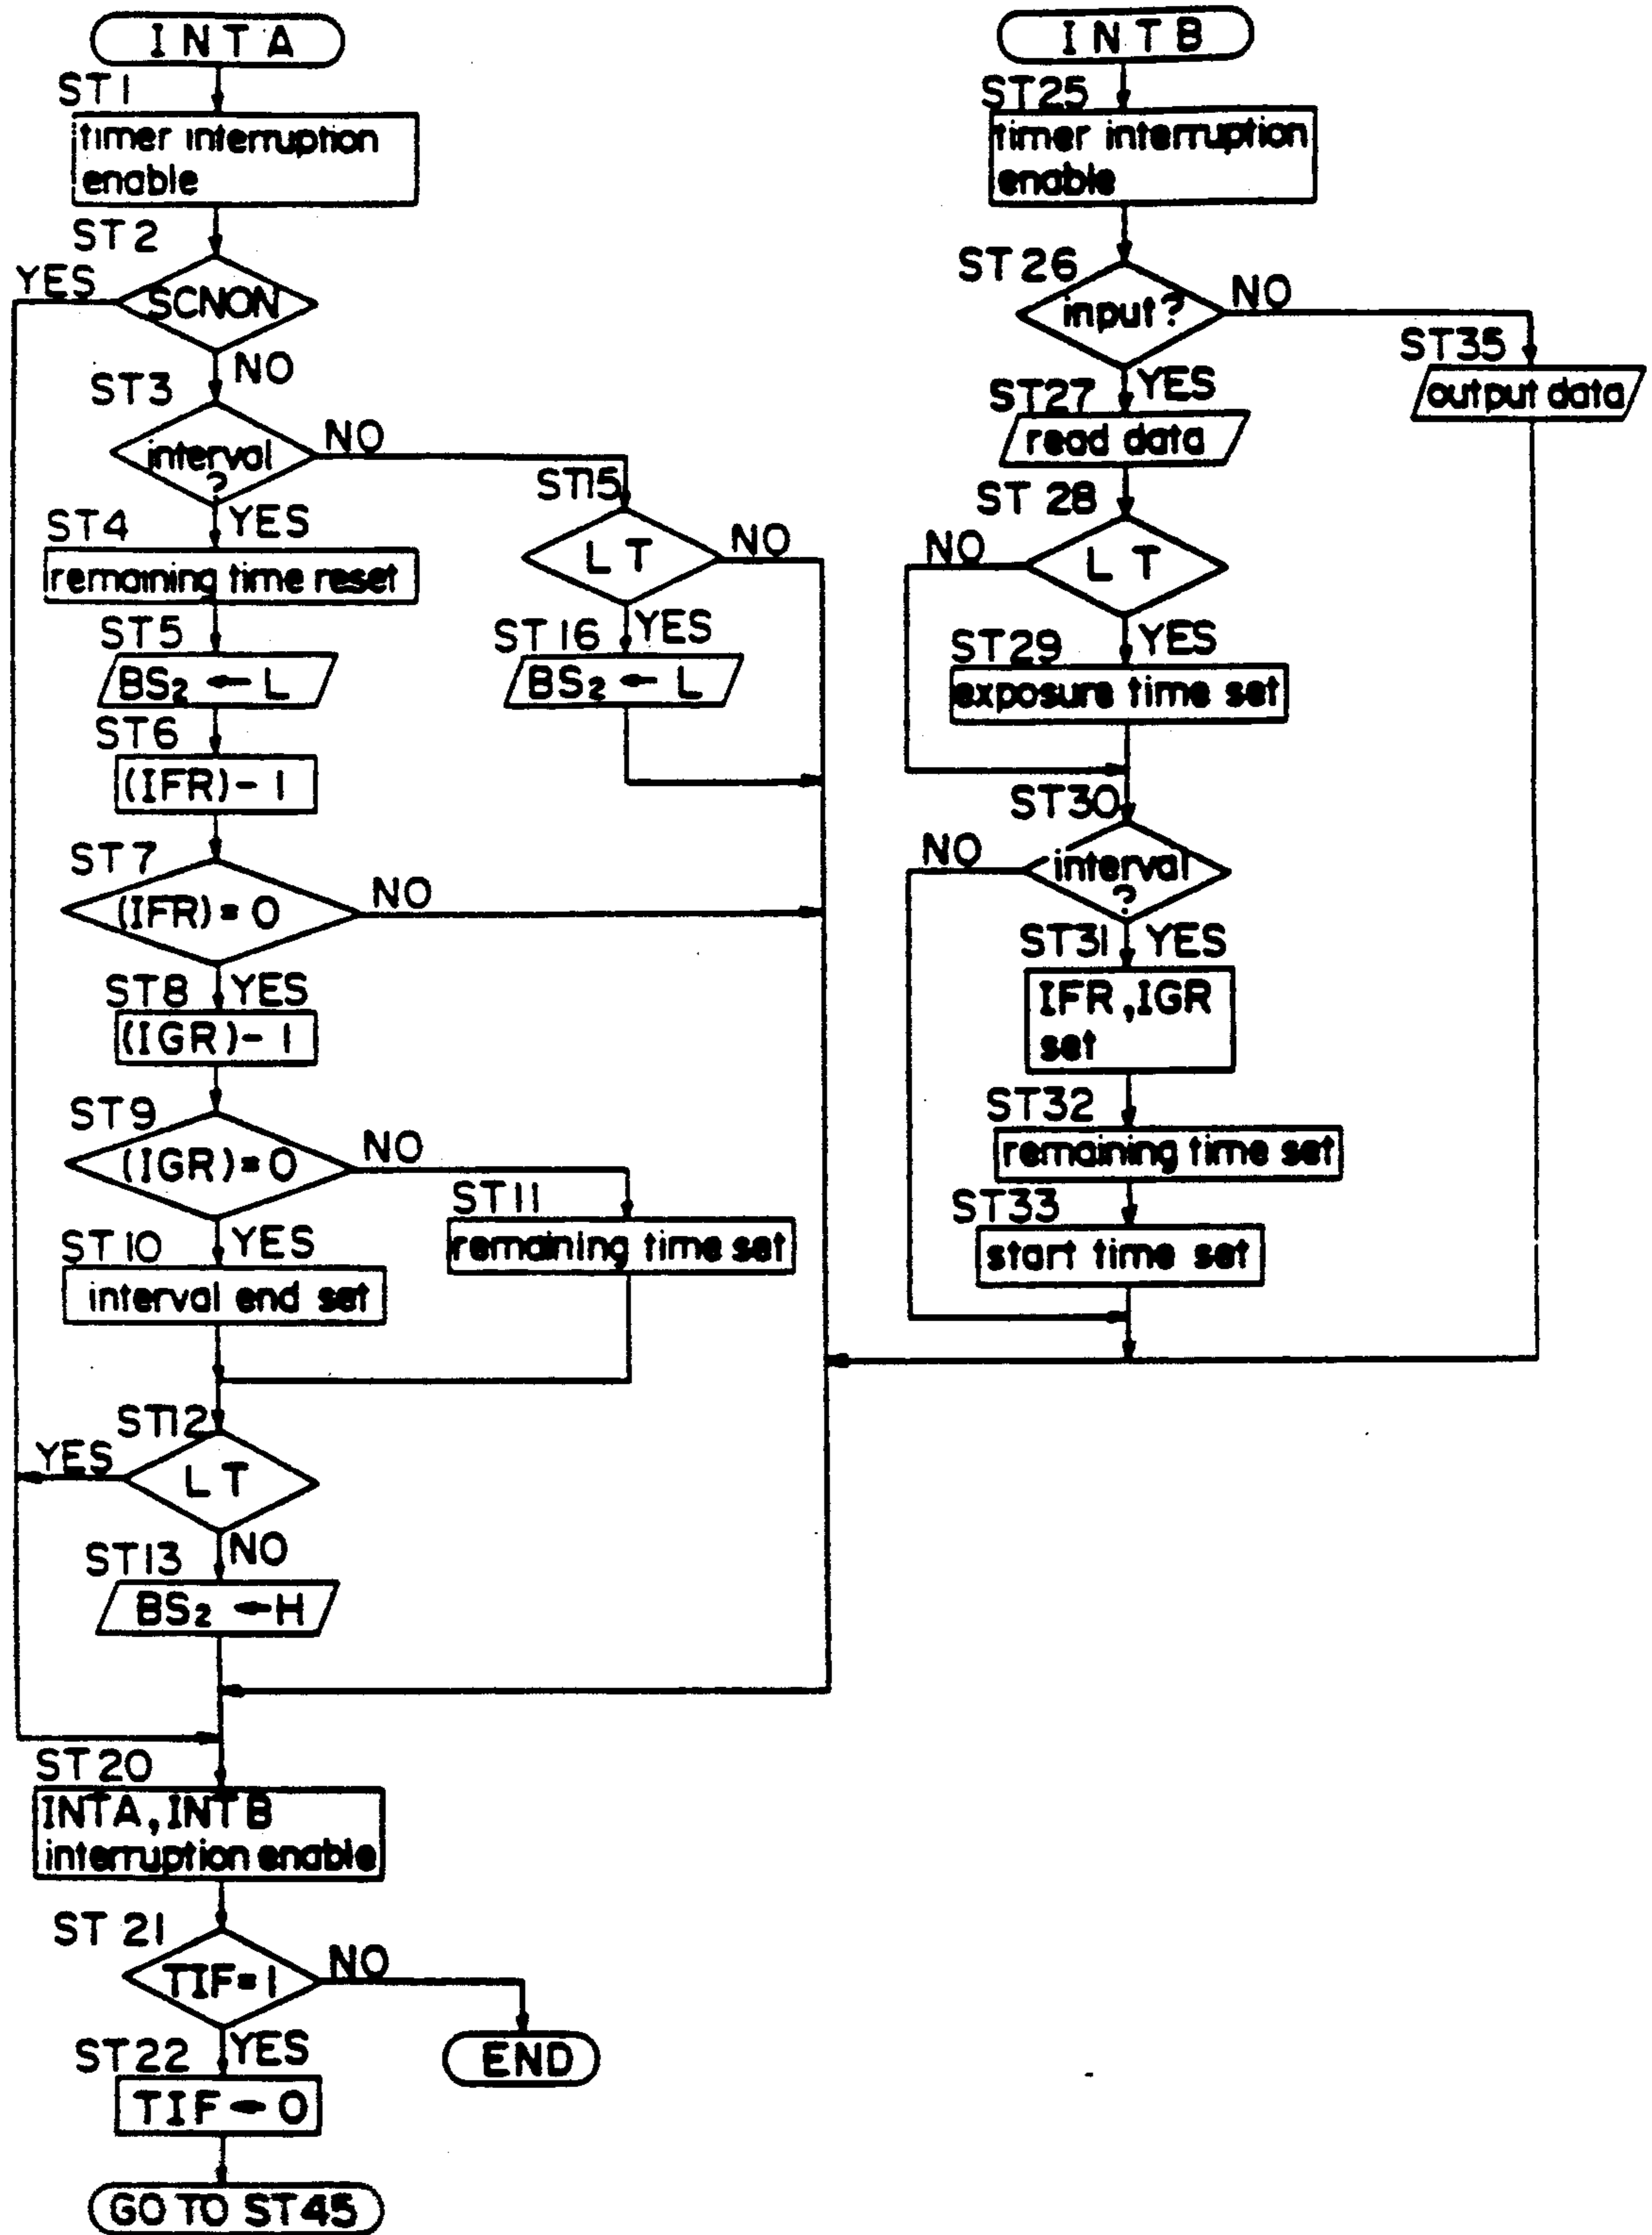 INTA
ST1
timer interruption
enable
ST2
SCNON
YES
NO
ST3
interval
?
NO
YES
ST4
remaining time reset
ST5
BS₂ ← L
ST6
(IFR)-1
ST7
(IFR)=0
NO
YES
ST8
(IGR)-1
ST9
(IGR)=0
NO
YES
ST10
interval end set
ST11
remaining time set
ST12
LT
YES
NO
ST13
BS₂ ← H
ST15
LT
NO
YES
ST16
BS₂ ← L
ST20
INTA, INTB
interruption enable
ST21
TIF=1
NO
END
YES
ST22
TIF ← 0
GO TO ST45
INTB
ST25
timer interruption
enable
ST26
input?
NO
YES
ST27
read data
ST28
LT
NO
YES
ST29
exposure time set
ST30
interval
?
NO
YES
ST31
IFR, IGR
set
ST32
remaining time set
ST33
start time set
ST35
output data